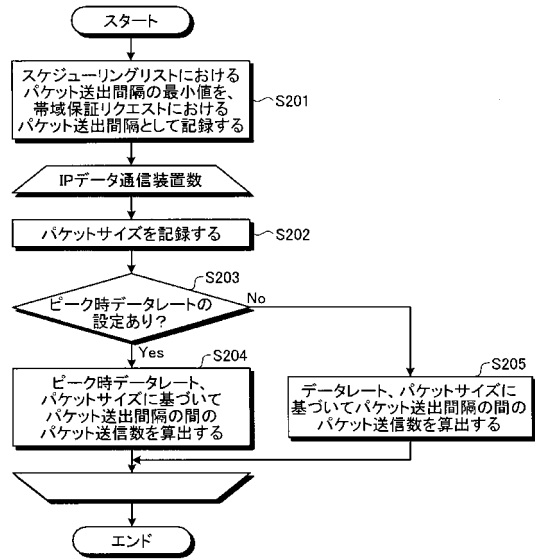 スタート
スケジューリングリストにおける
パケット送出間隔の最小値を、
帯域保証リクエストにおける
パケット送出間隔として記録する
S201
IPデータ通信装置数
パケットサイズを記録する
S202
S203
ピーク時データレートの
設定あり?
No
Yes
S204
ピーク時データレート、
パケットサイズに基づいて
パケット送出間隔の間の
パケット送信数を算出する
S205
データレート、パケットサイズに
基づいてパケット送出間隔の間の
パケット送信数を算出する
エンド